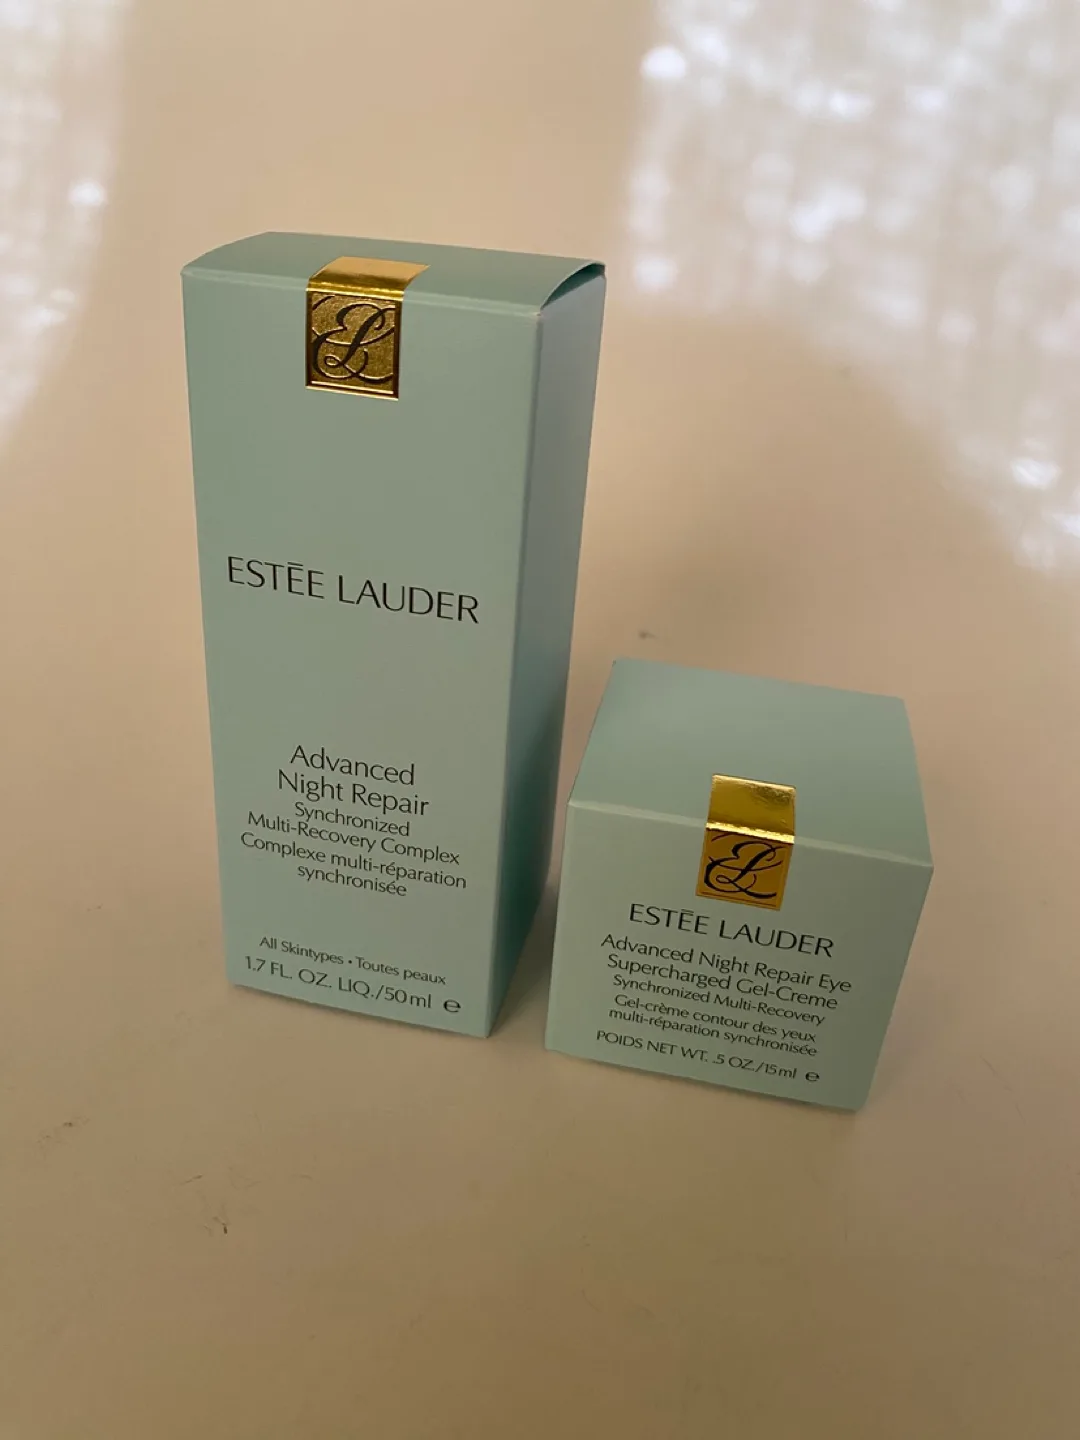 EL
ESTĒE LAUDER
Advanced
Night Repair
Synchronized
Multi-Recovery Complex
Complexe multi-réparation
synchronisée
All Skintypes • Toutes peaux
1.7 FL. OZ. LIQ./50 ml ℮
EL
ESTĒE LAUDER
Advanced Night Repair Eye
Supercharged Gel-Creme
Synchronized Multi-Recovery
Gel-crème contour des yeux
multi-réparation synchronisée
POIDS NET WT. .5 OZ./15 ml ℮